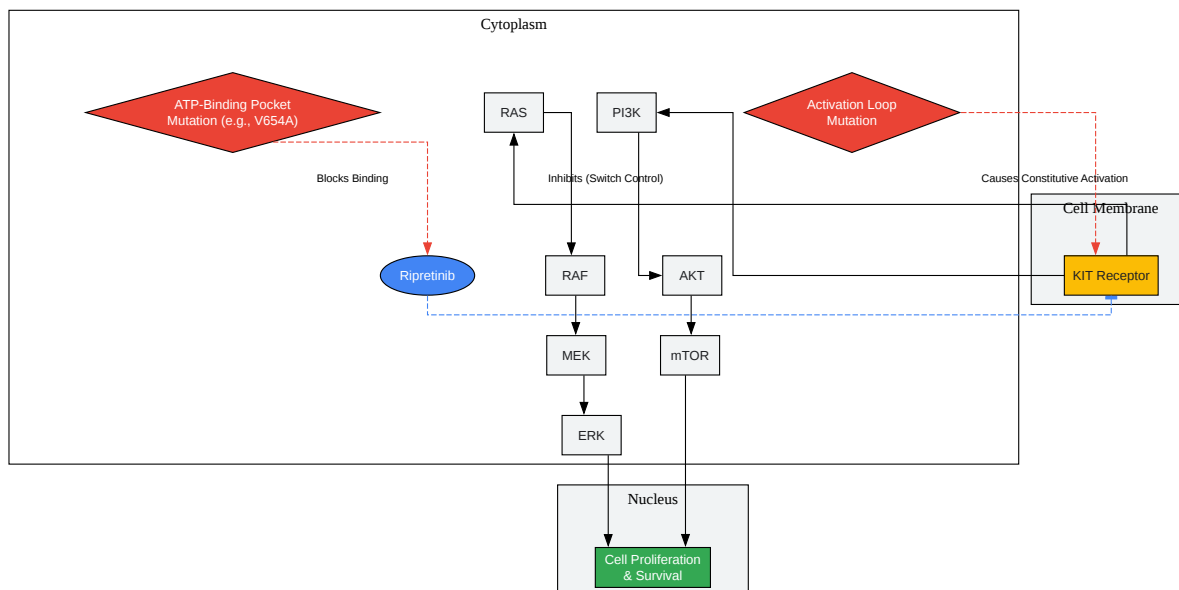 Cytoplasm
ATP-Binding Pocket
Mutation (e.g., V654A)
RAS
PI3K
Activation Loop
Mutation
Blocks Binding
Inhibits (Switch Control)
Causes Constitutive Activation
Cell Membrane
Ripretinib
RAF
AKT
KIT Receptor
MEK
mTOR
ERK
Nucleus
Cell Proliferation
& Survival